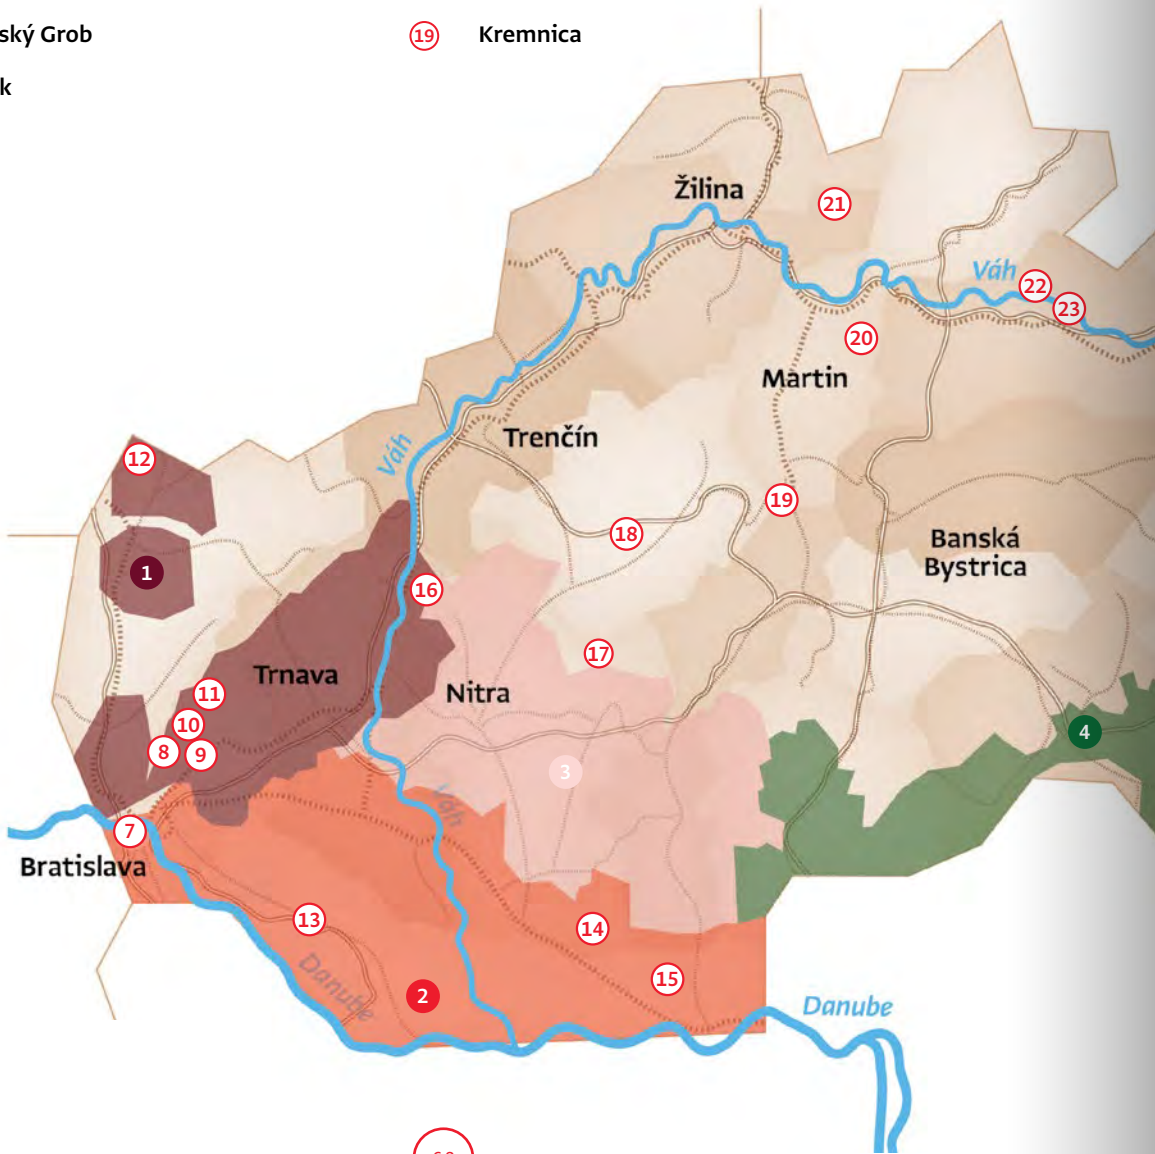 ský Grob
19 Kremnica
k
Žilina
21
Váh
22
23
20
Martin
Trenčín
Váh
12
19
18
Banská
Bystrica
1
16
17
Trnava
Nitra
11
10
8
9
4
3
Váh
7
Bratislava
13
14
15
Danube
2
Danube